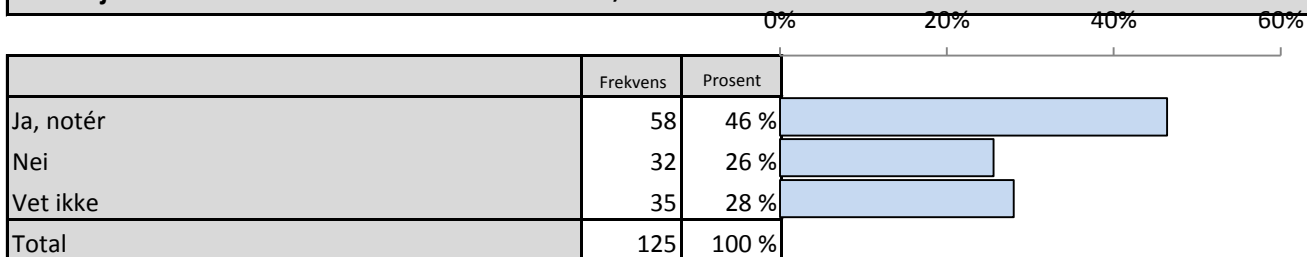 0% 20% 40% 60%
Frekvens Prosent
Ja, notér 58 46 %
Nei 32 26 %
Vet ikke 35 28 %
Total 125 100 %